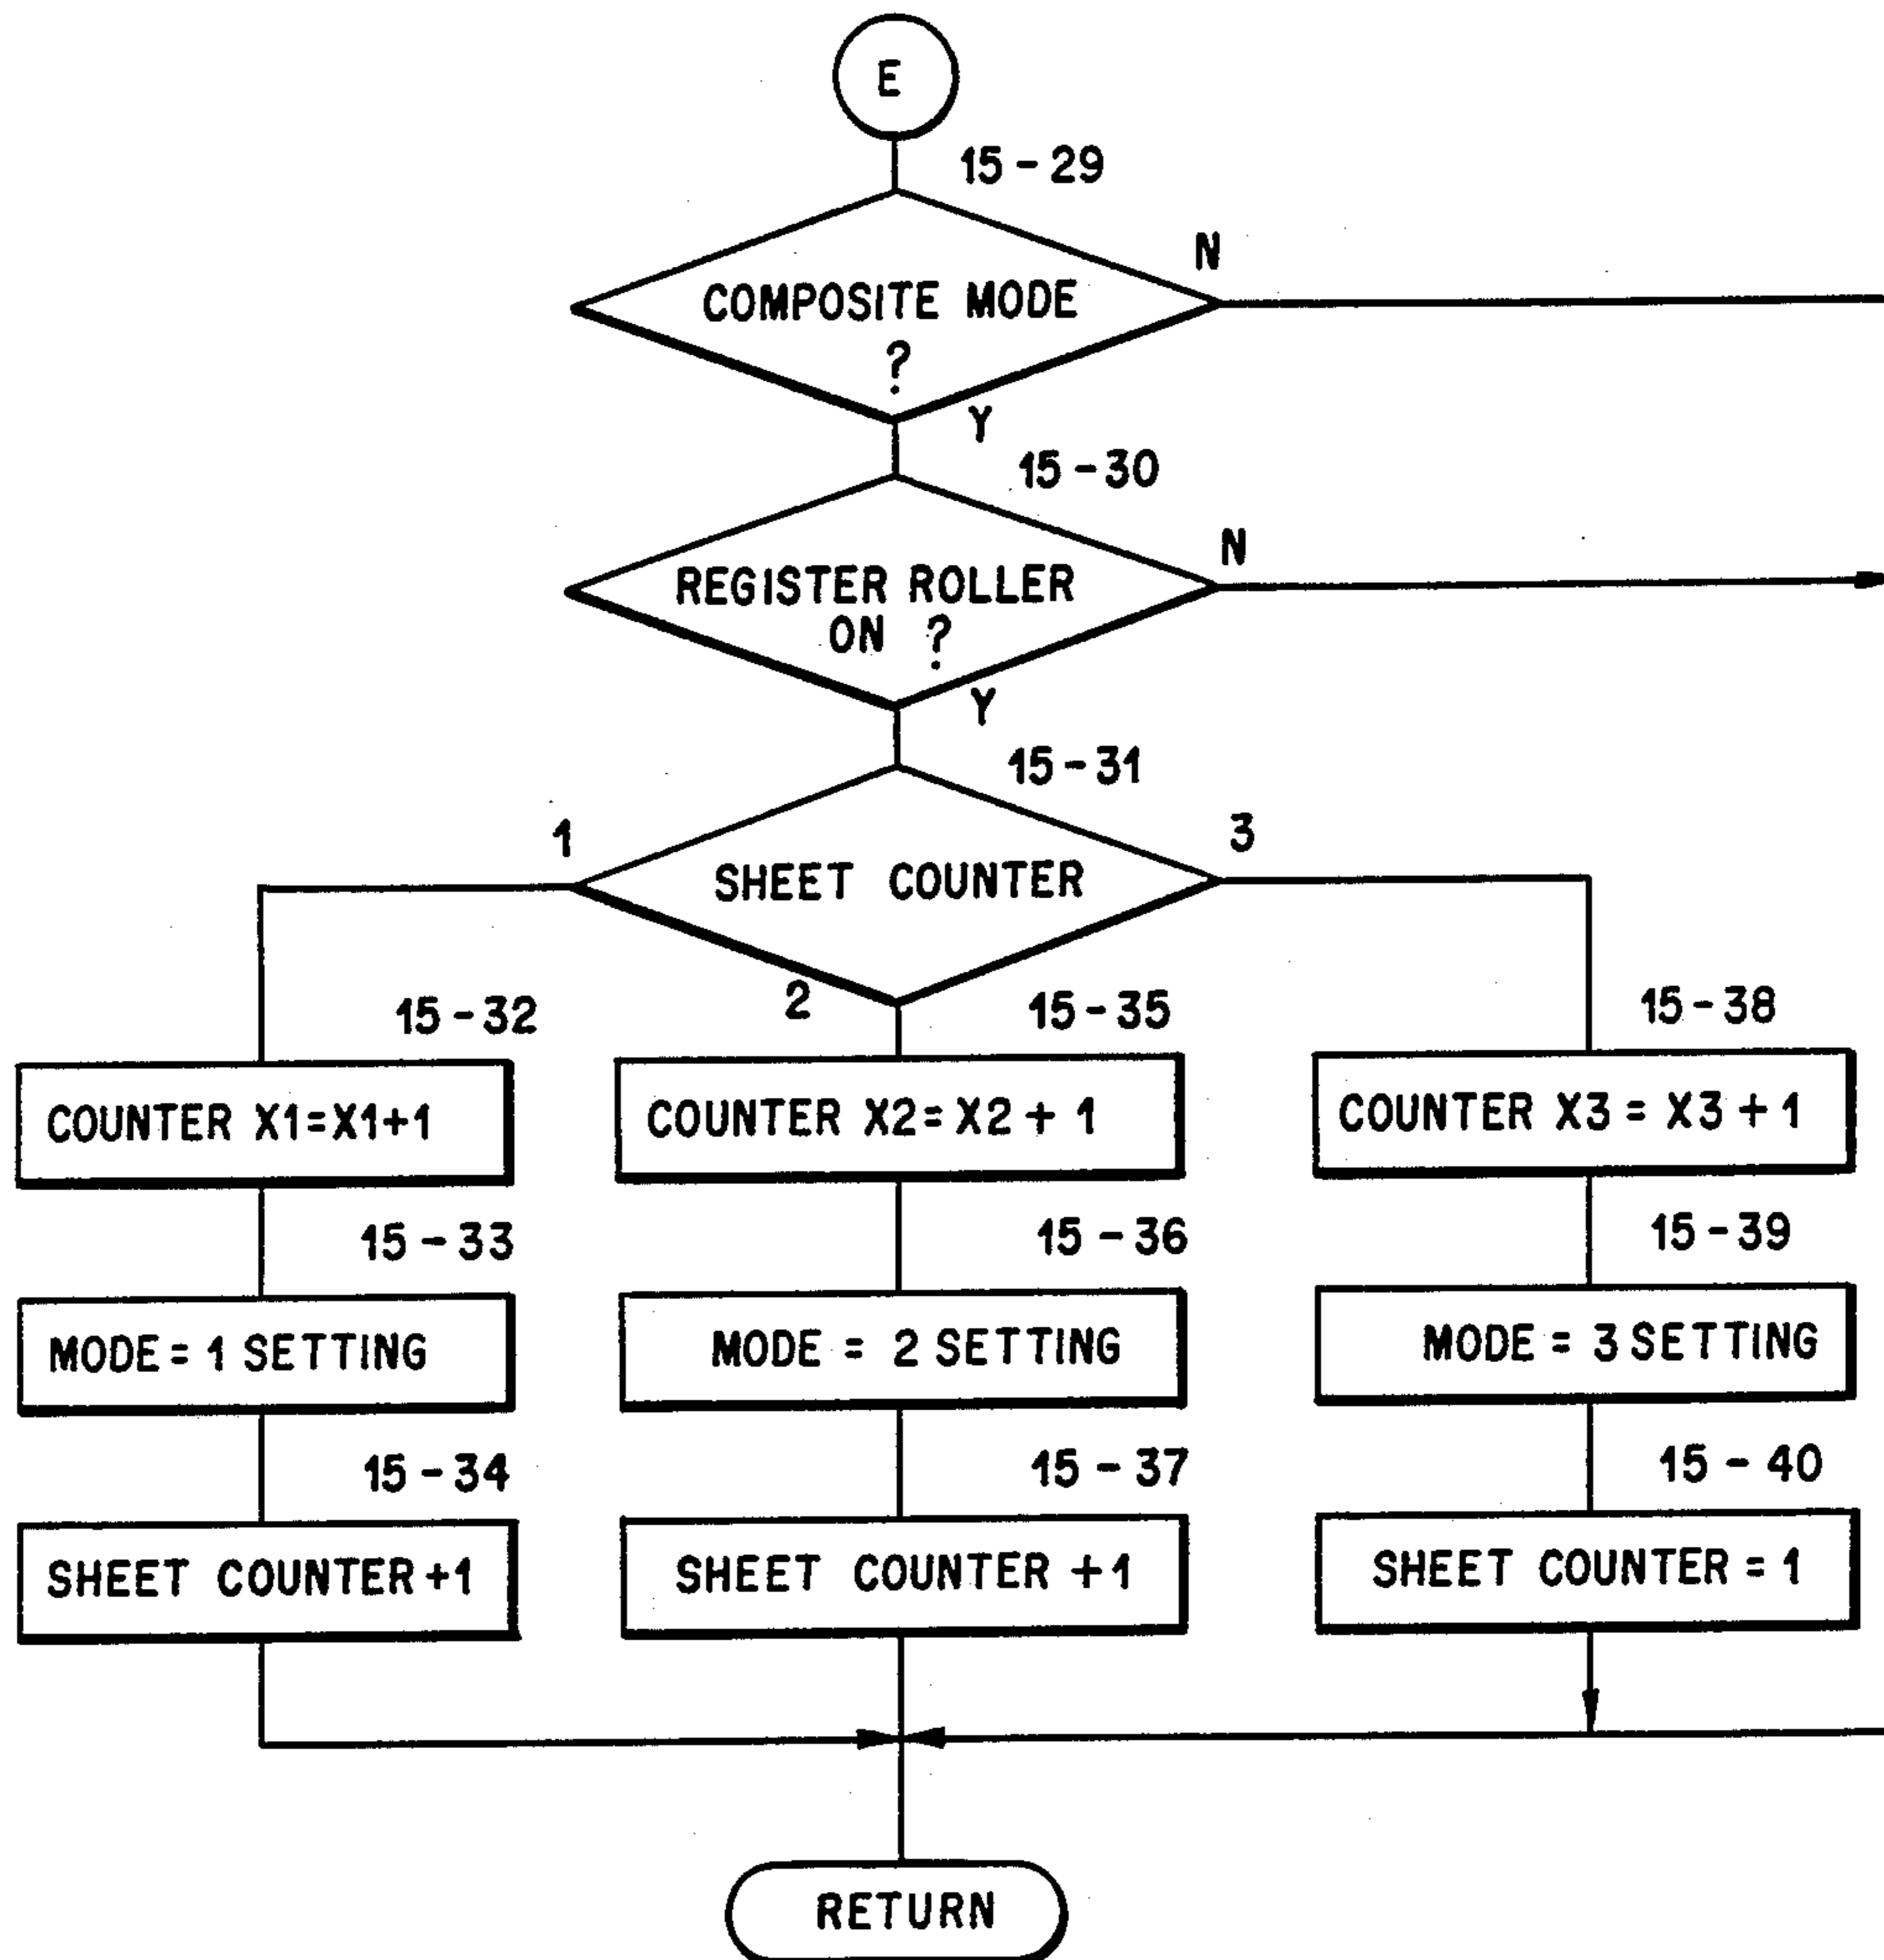 E
15-29
COMPOSITE MODE
?
N
Y
15-30
REGISTER ROLLER
ON ?
N
Y
15-31
1
SHEET COUNTER
3
2
15-32
15-35
15-38
COUNTER X1=X1+1
COUNTER X2=X2+1
COUNTER X3=X3+1
15-33
15-36
15-39
MODE=1 SETTING
MODE = 2 SETTING
MODE = 3 SETTING
15-34
15-37
15-40
SHEET COUNTER+1
SHEET COUNTER +1
SHEET COUNTER = 1
RETURN